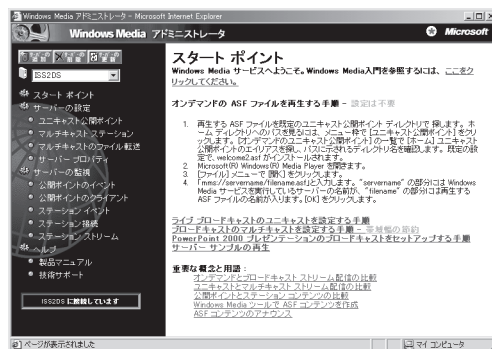 Windows Media アドミニストレータ - Microsoft Internet Explorer
Windows Media アドミニストレータ
Microsoft
ISS2DS
スタート ポイント
サーバーの設定
ユニキャスト公開ポイント
マルチキャスト ステーション
マルチキャストのファイル転送
サーバー プロパティ
サーバーの監視
公開ポイントのイベント
公開ポイントのクライアント
ステーション イベント
ステーション接続
ステーション ストリーム
ヘルプ
製品マニュアル
技術サポート
ISS2DS に接続しています
スタート ポイント
Windows Media サービスへようこそ。Windows Media入門を参照するには、ここをク
リックしてください。
オンデマンドの ASF ファイルを再生する手順 - 設定は不要
1. 再生する ASF ファイルを既定のユニキャスト公開ポイント ディレクトリで 探します。ホ
ーム ディレクトリへのパスを見るには、メニュー枠で [ユニキャスト公開ポイント] をクリ
ックします。[オンデマンドのユニキャスト公開ポイント] の一覧で [ホーム] ユニキャスト
公開ポイントのエイリアスを探し、パスに示されるディレクトリ名を確認します。既定の設
定で、welcome2.asf がインストールされます。
2. Microsoft(R) Windows(R) Media Player を開きます。
3. [ファイル] メニューで [開く] をクリックします。
4. 「mms://servername/filename.asf」と入力します。"servername" の部分には Windows
Media サービスを実行しているサーバーの名前が、"filename" の部分には再生する
ASF ファイルの名前が入ります。[OK] をクリックします。
ライブ ブロードキャストのユニキャストを設定する手順
ブロードキャストのマルチキャストを設定する手順 - 帯域幅の節約
PowerPoint 2000 プレゼンテーションのブロードキャストをセットアップする手順
サーバー サンプルの再生
重要な概念と用語:
オンデマンドとブロードキャスト ストリーム配信の比較
ユニキャストとマルチキャスト ストリーム配信の比較
公開ポイントとステーション コンテンツの比較
Windows Media ツールで ASF コンテンツを作成
ASF コンテンツのアナウンス
ページが表示されました
マイ コンピュータ